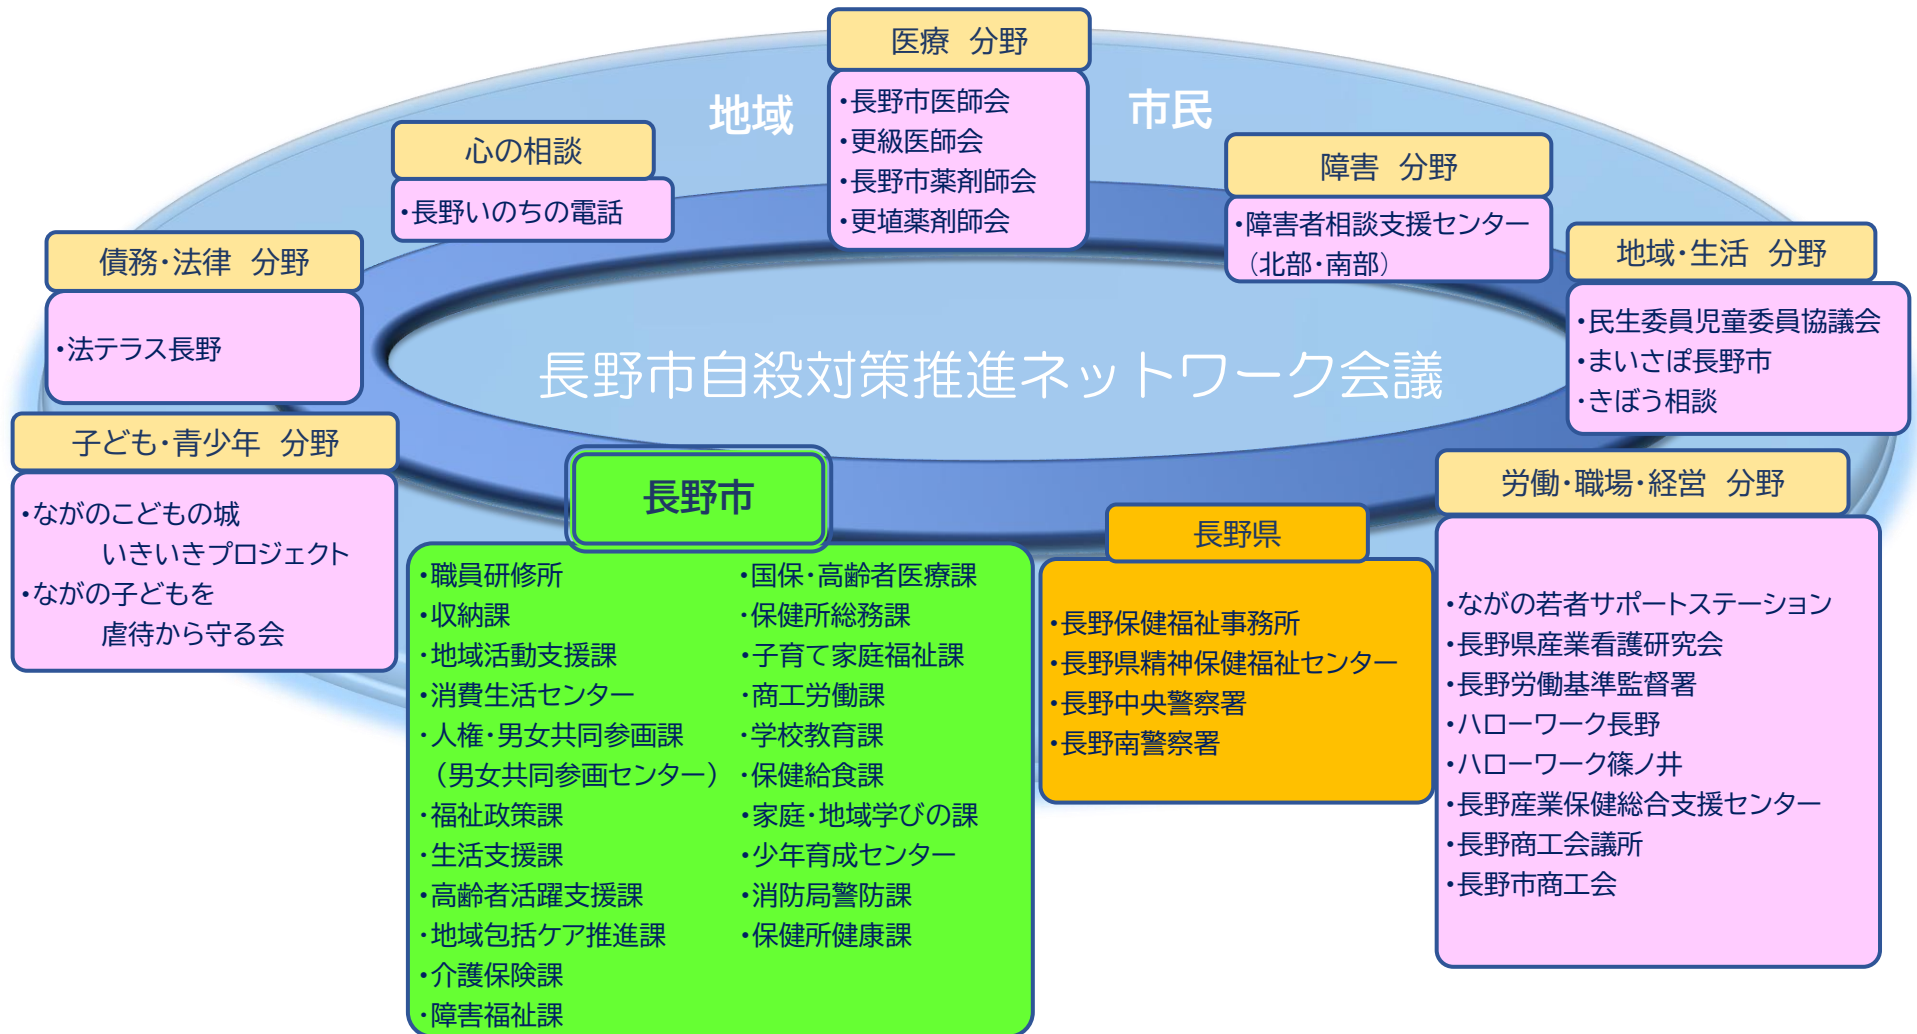 医療 分野
・長野市医師会
・更級医師会
・長野市薬剤師会
・更埴薬剤師会
地域
市民
心の相談
・長野いのちの電話
障害 分野
・障害者相談支援センター
（北部・南部）
債務・法律 分野
・法テラス長野
地域・生活 分野
・民生委員児童委員協議会
・まいさぽ長野市
・きぼう相談
長野市自殺対策推進ネットワーク会議
子ども・青少年 分野
・ながのこどもの城
いきいきプロジェクト
・ながの子どもを
虐待から守る会
長野市
・職員研修所
・収納課
・地域活動支援課
・消費生活センター
・人権・男女共同参画課
（男女共同参画センター）
・福祉政策課
・生活支援課
・高齢者活躍支援課
・地域包括ケア推進課
・介護保険課
・障害福祉課
・国保・高齢者医療課
・保健所総務課
・子育て家庭福祉課
・商工労働課
・学校教育課
・保健給食課
・家庭・地域学びの課
・少年育成センター
・消防局警防課
・保健所健康課
長野県
・長野保健福祉事務所
・長野県精神保健福祉センター
・長野中央警察署
・長野南警察署
労働・職場・経営 分野
・ながの若者サポートステーション
・長野県産業看護研究会
・長野労働基準監督署
・ハローワーク長野
・ハローワーク篠ノ井
・長野産業保健総合支援センター
・長野商工会議所
・長野市商工会